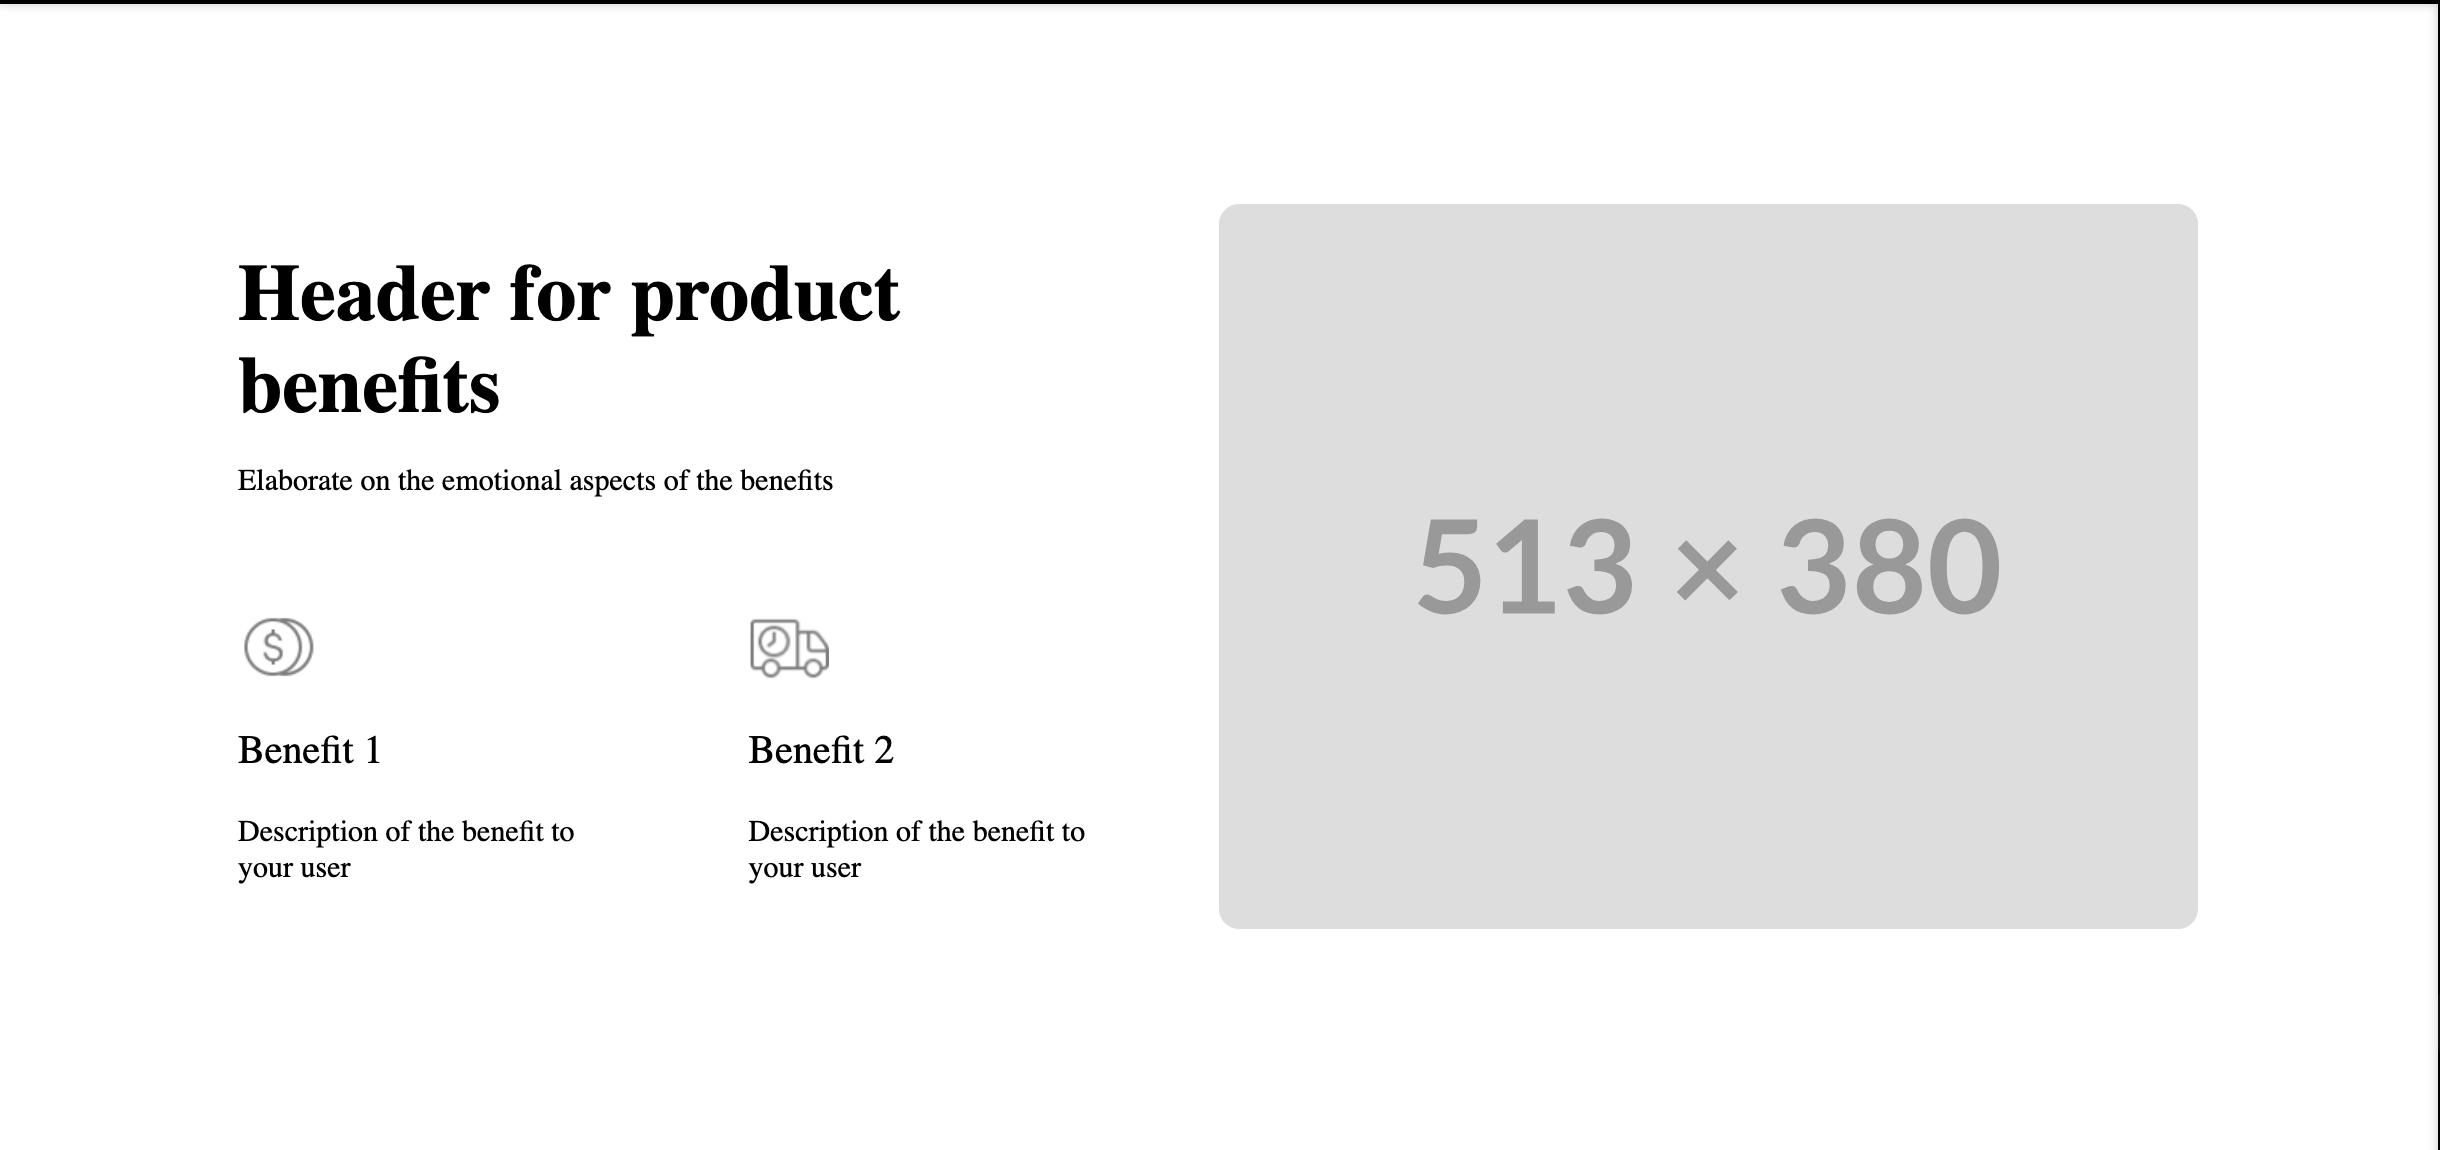 Header for product
benefits
Elaborate on the emotional aspects of the benefits
$
Benefit 1
Description of the benefit to
your user
Benefit 2
Description of the benefit to
your user
513 × 380